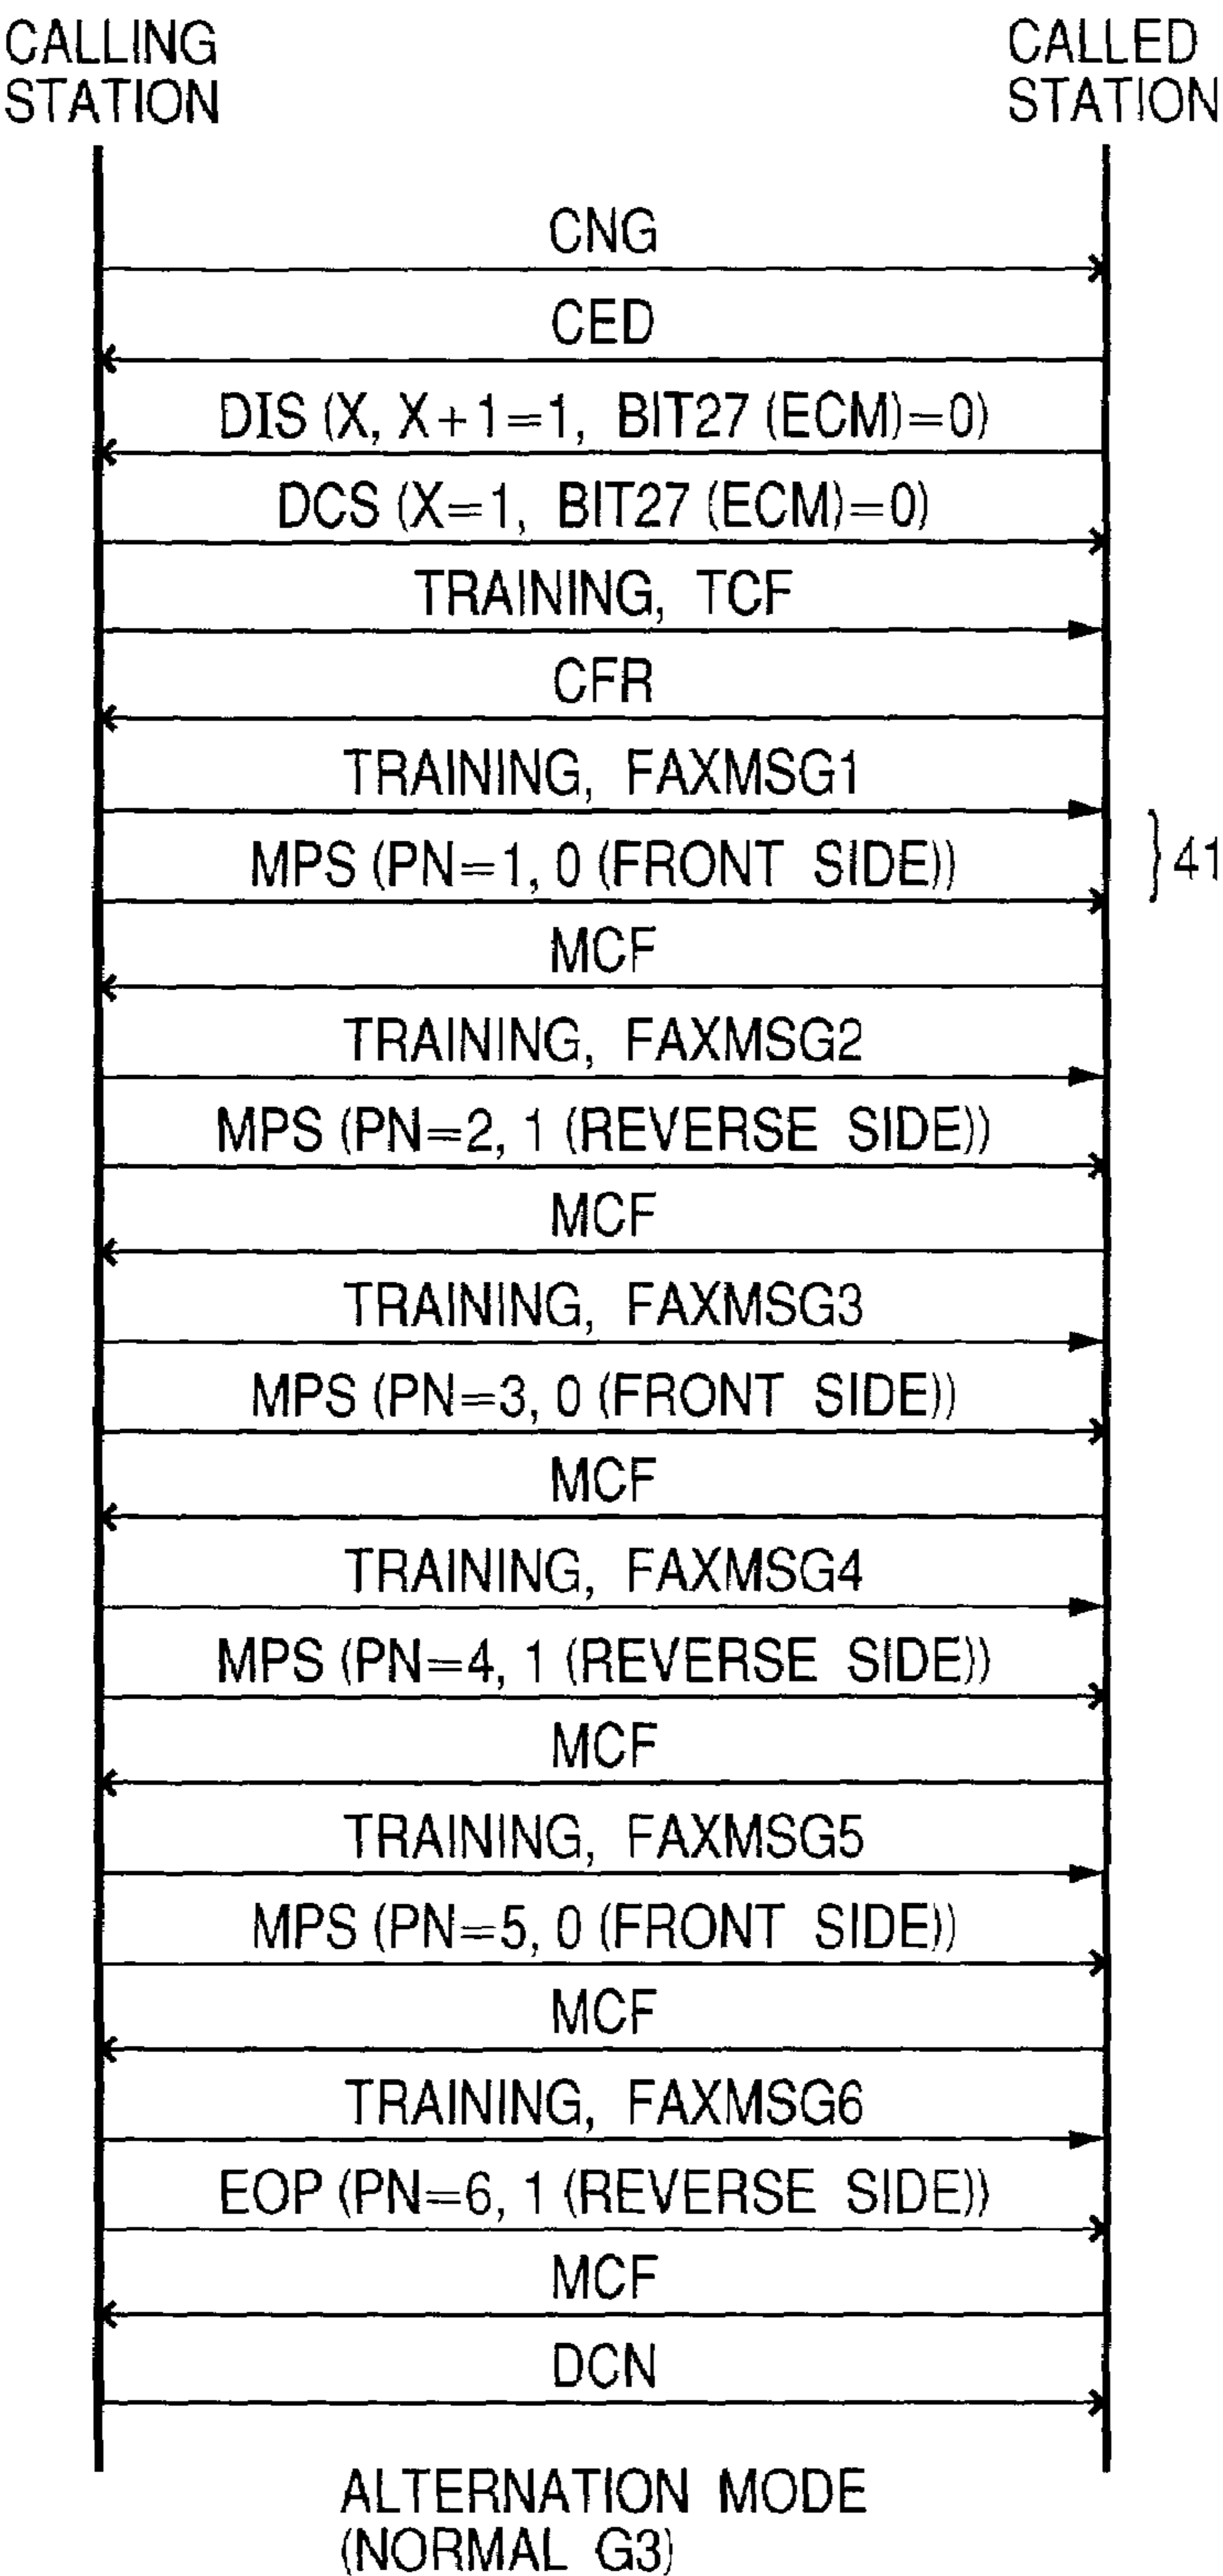 CALLING
STATION
CALLED
STATION
CNG
CED
DIS (X, X+1=1, BIT27 (ECM)=0)
DCS (X=1, BIT27 (ECM)=0)
TRAINING, TCF
CFR
TRAINING, FAXMSG1
MPS (PN=1, 0 (FRONT SIDE))
41
MCF
TRAINING, FAXMSG2
MPS (PN=2, 1 (REVERSE SIDE))
MCF
TRAINING, FAXMSG3
MPS (PN=3, 0 (FRONT SIDE))
MCF
TRAINING, FAXMSG4
MPS (PN=4, 1 (REVERSE SIDE))
MCF
TRAINING, FAXMSG5
MPS (PN=5, 0 (FRONT SIDE))
MCF
TRAINING, FAXMSG6
EOP (PN=6, 1 (REVERSE SIDE))
MCF
DCN
ALTERNATION MODE
(NORMAL G3)